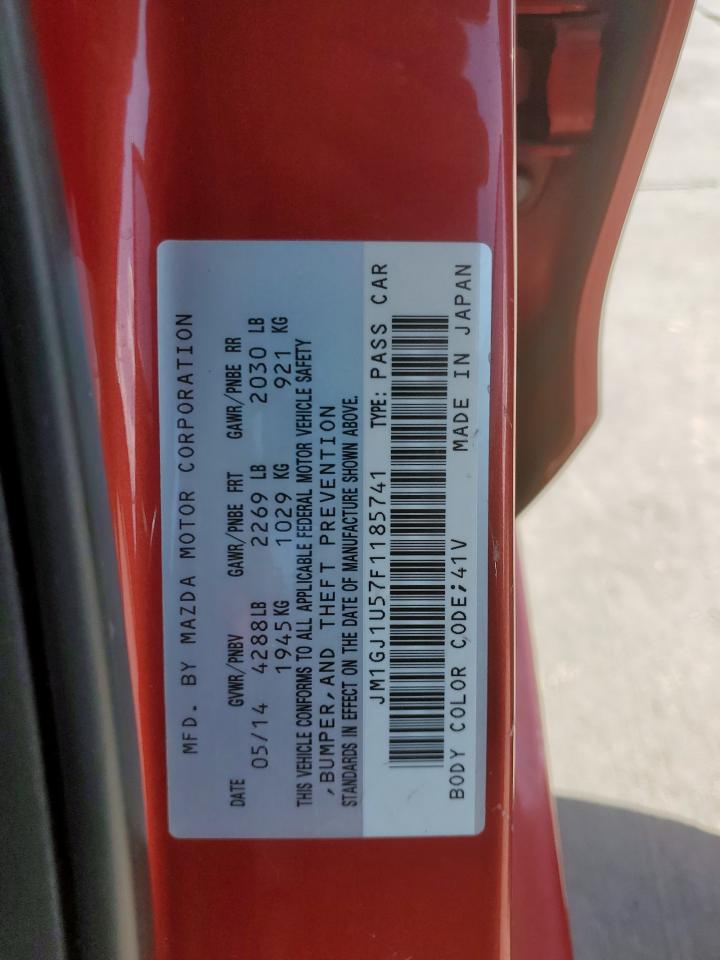 MFD. BY MAZDA MOTOR CORPORATION
DATE GVWR/PNBV GAWR/PNBE FRT GAWR/PNBE RR
05/14 4288LB 2269 LB 2030 LB
1945KG 1029 KG 921 KG
THIS VEHICLE CONFORMS TO ALL APPLICABLE FEDERAL MOTOR VEHICLE SAFETY
,BUMPER,AND THEFT PREVENTION
STANDARDS IN EFFECT ON THE DATE OF MANUFACTURE SHOWN ABOVE.
JM1GJ1U57F1185741 TYPE: PASS CAR
BODY COLOR CODE;41V MADE IN JAPAN